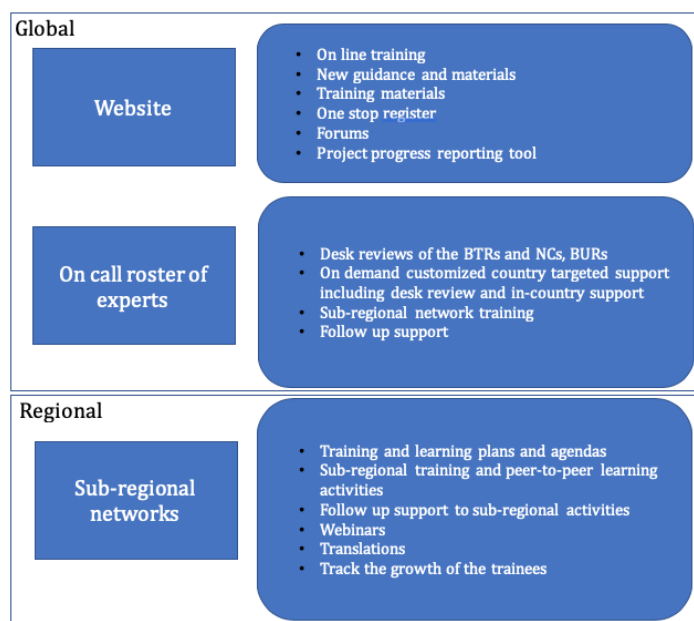 Global
Website
• On line training
• New guidance and materials
• Training materials
• One stop register
• Forums
• Project progress reporting tool
On call roster of
experts
• Desk reviews of the BTRs and NCs, BURs
• On demand customized country targeted support
including desk review and in-country support
• Sub-regional network training
• Follow up support
Regional
Sub-regional
networks
• Training and learning plans and agendas
• Sub-regional training and peer-to-peer learning
activities
• Follow up support to sub-regional activities
• Webinars
• Translations
• Track the growth of the trainees